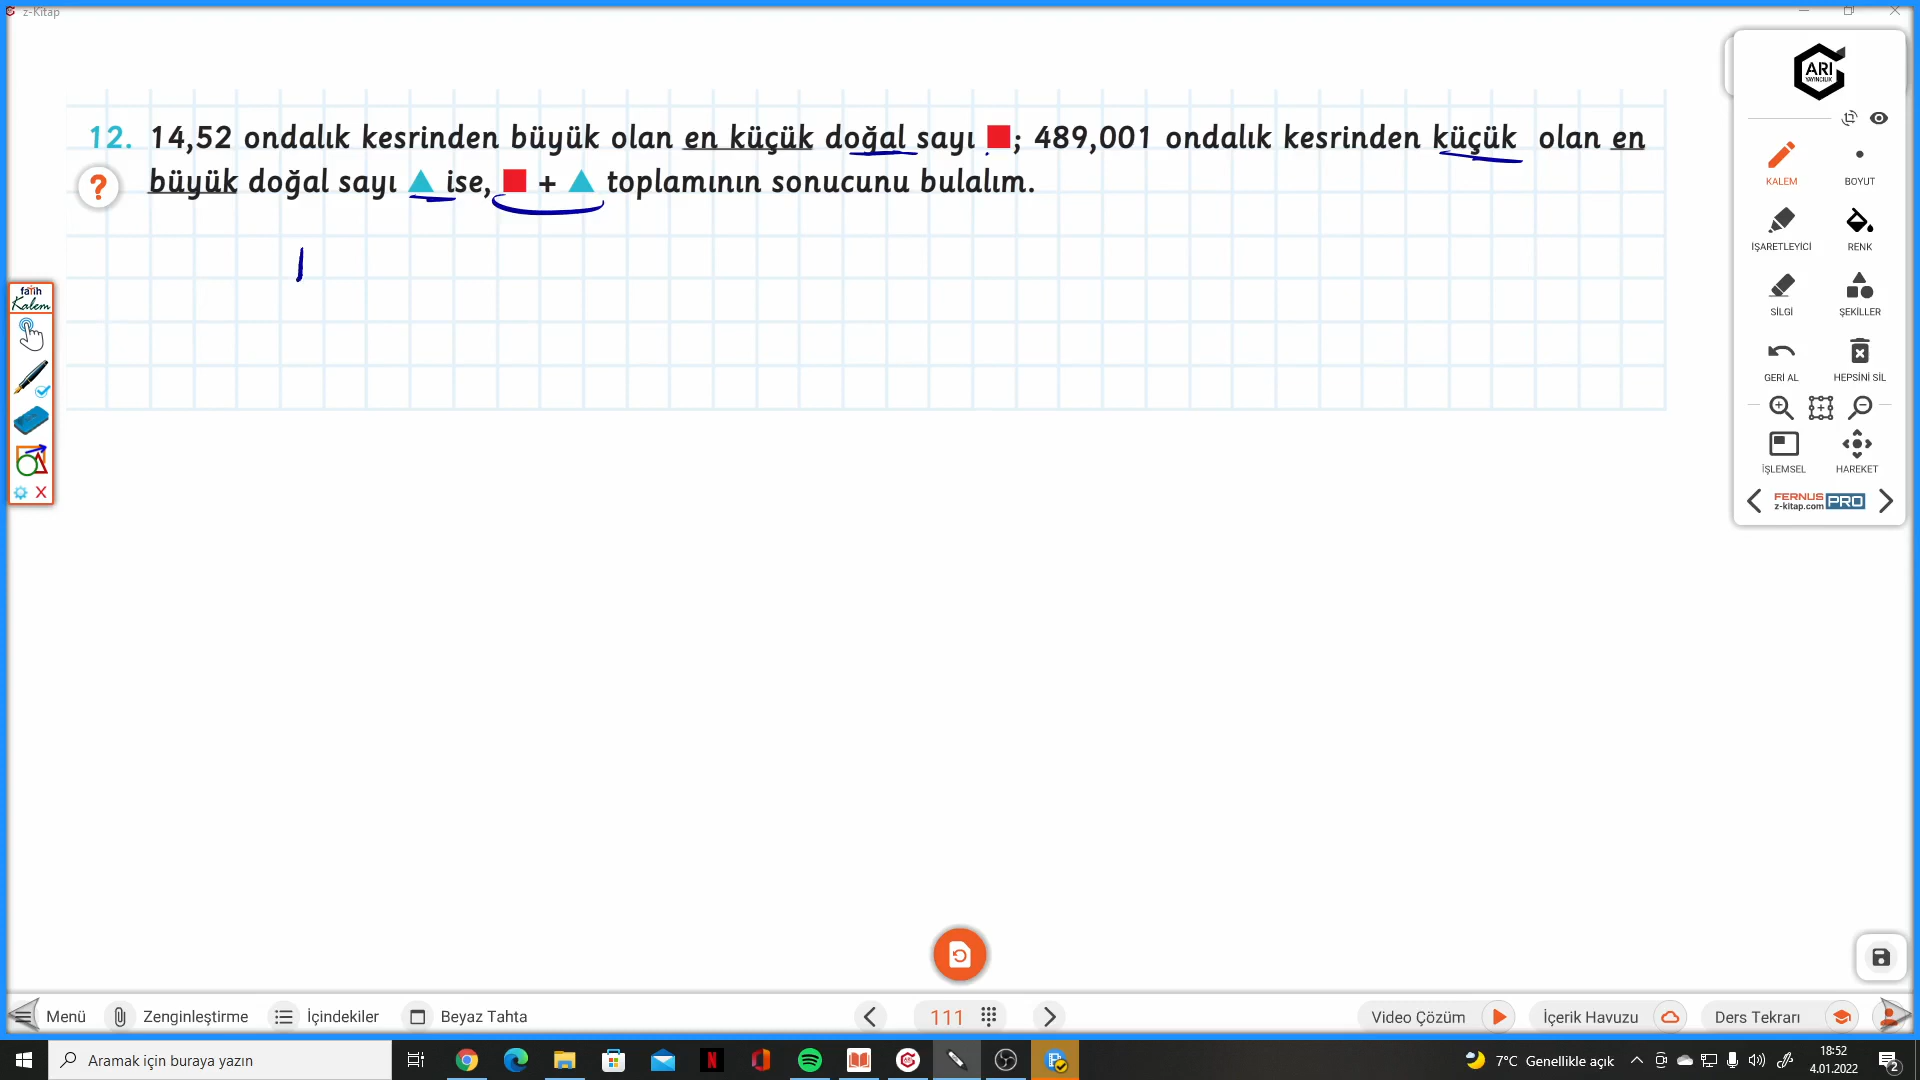 z-Kitap
12. 14,52 ondalık kesrinden büyük olan en küçük doğal sayı ■; 489,001 ondalık kesrinden küçük olan en
? büyük doğal sayı ▲ ise, ■ + ▲ toplamının sonucunu bulalım.
fatih
Kalem
X
ARI
YAYINCILIK
KALEM
BOYUT
İŞARETLEYİCİ
RENK
SİLGİ
ŞEKİLLER
GERİ AL
HEPSİNİ SİL
İŞLEMSEL
HAREKET
FERNUS PRO
z-kitap.com
Menü
Zenginleştirme
İçindekiler
Beyaz Tahta
111
Video Çözüm
İçerik Havuzu
Ders Tekrarı
Aramak için buraya yazın
7°C Genellikle açık
18:52
4.01.2022
2